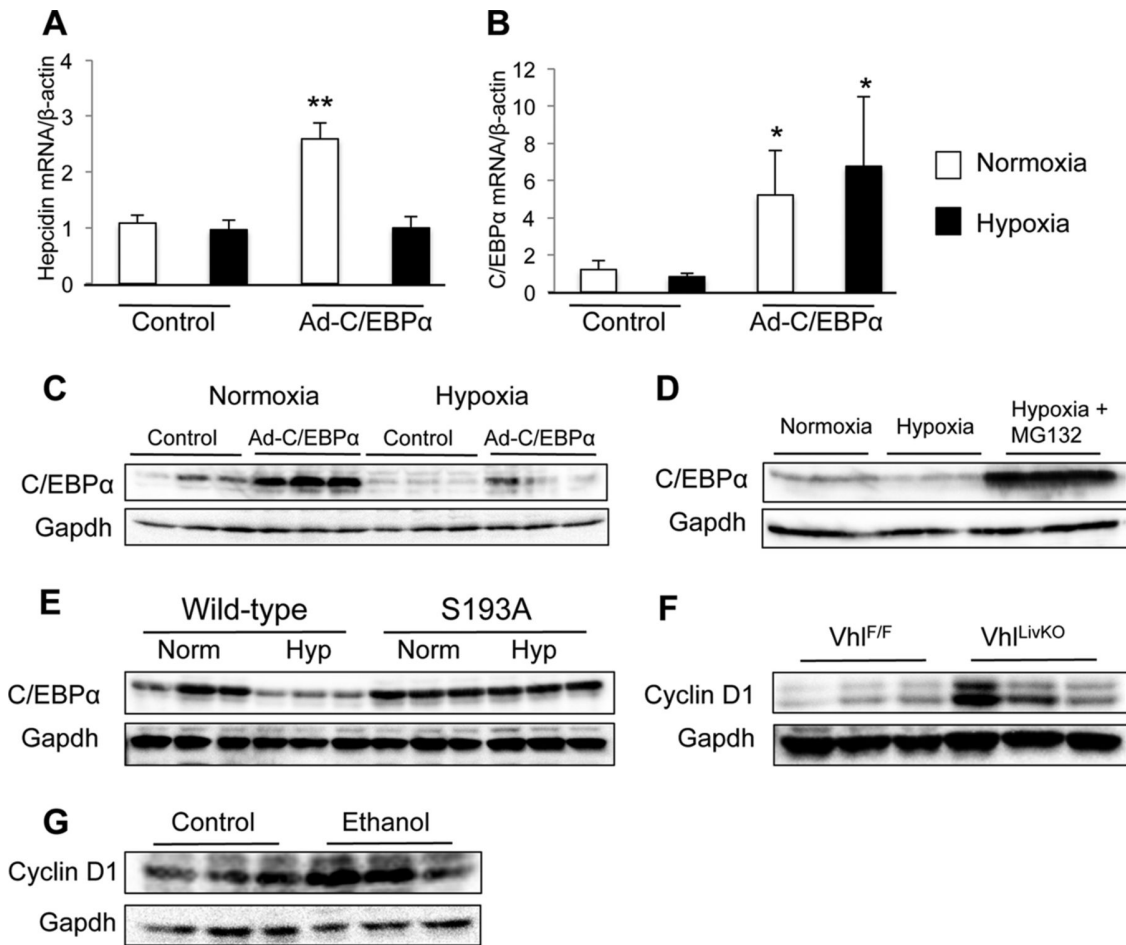 A
Hepcidin mRNA/β-actin
4
3
2
1
0
**
Control
Ad-C/EBPα
B
C/EBPα mRNA/β-actin
12
10
8
6
4
2
0
*
*
Control
Ad-C/EBPα
Normoxia
Hypoxia
C
Normoxia
Hypoxia
Control
Ad-C/EBPα
Control
Ad-C/EBPα
C/EBPα
Gapdh
D
Normoxia
Hypoxia
Hypoxia +
MG132
C/EBPα
Gapdh
E
Wild-type
S193A
Norm
Hyp
Norm
Hyp
C/EBPα
Gapdh
F
Vhl^F/F
Vhl^LivKO
Cyclin D1
Gapdh
G
Control
Ethanol
Cyclin D1
Gapdh